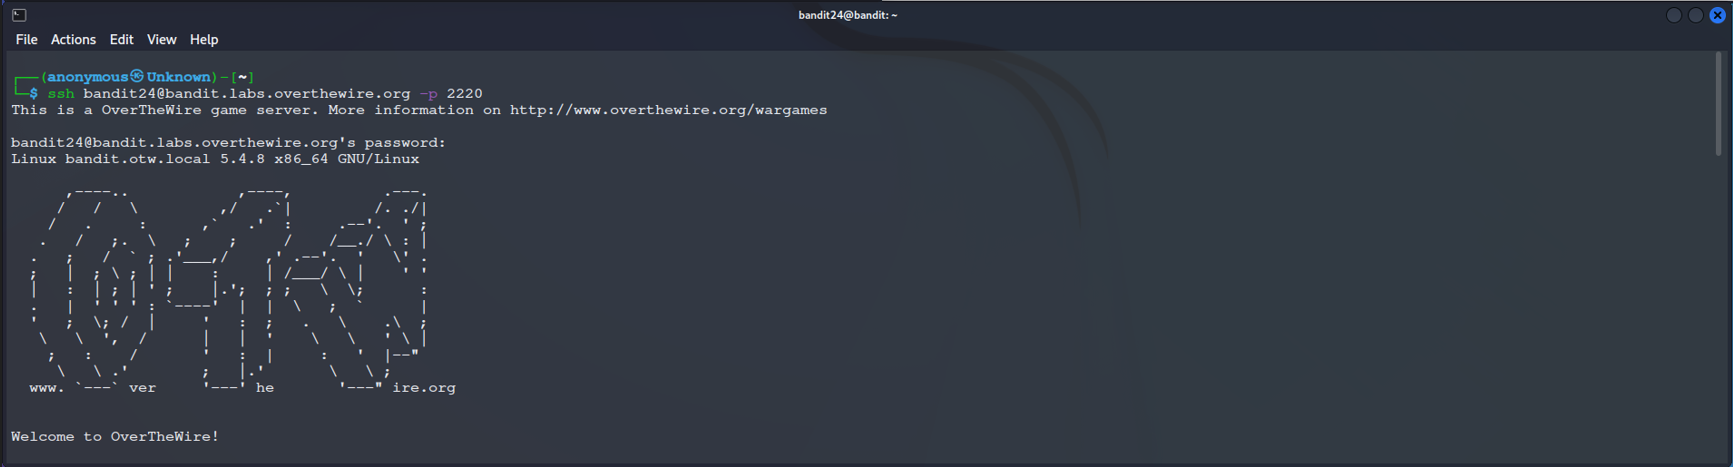 bandit24@bandit: ~
File Actions Edit View Help
┌──(anonymous㉿Unknown)-[~]
└─$ ssh bandit24@bandit.labs.overthewire.org -p 2220
This is a OverTheWire game server. More information on http://www.overthewire.org/wargames
bandit24@bandit.labs.overthewire.org's password:
Linux bandit.otw.local 5.4.8 x86_64 GNU/Linux
www. `---` ver '---' he '---" ire.org
Welcome to OverTheWire!